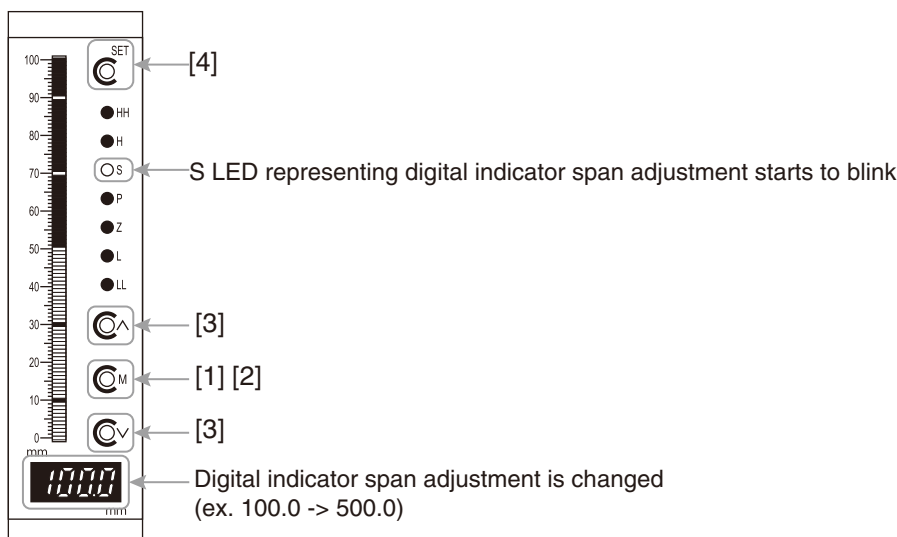 SET
[4]
100
90
HH
80
H
70
S
S LED representing digital indicator span adjustment starts to blink
P
60
Z
50
L
40
LL
30
[3]
20
M
[1] [2]
10
[3]
0
mm
100.0
Digital indicator span adjustment is changed
(ex. 100.0 -> 500.0)
mm